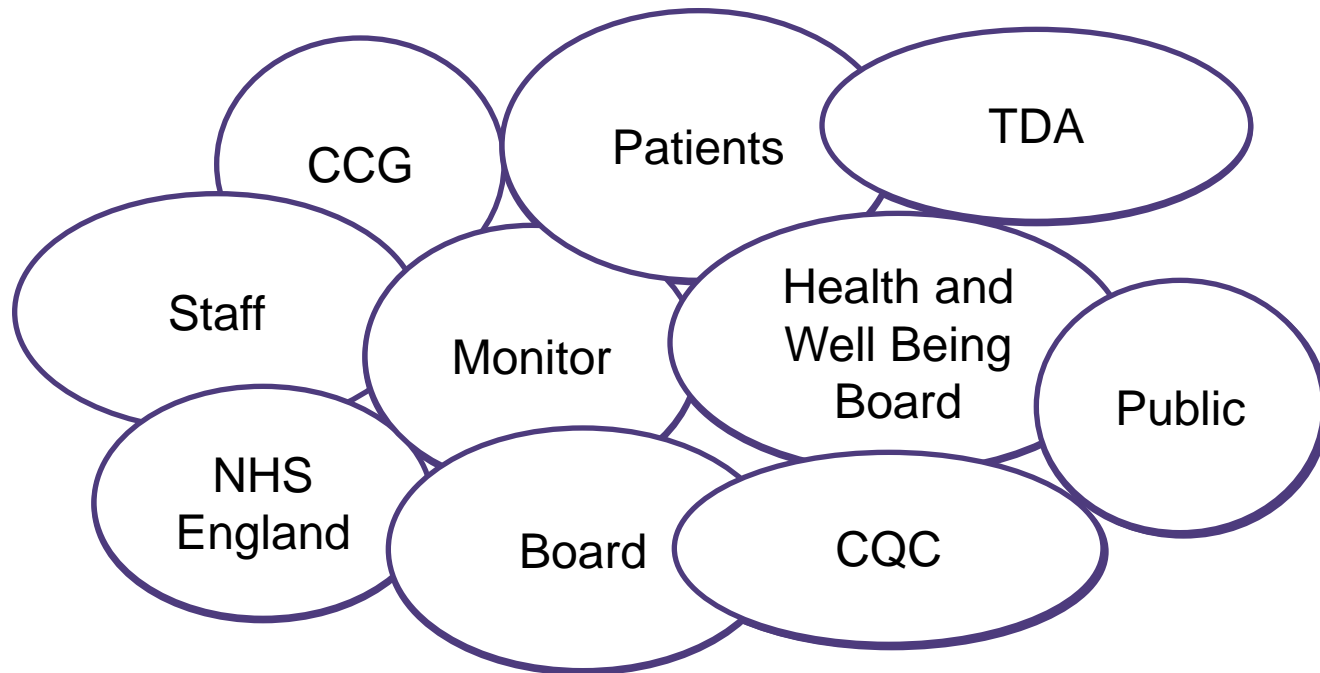 CCG
Patients
TDA
Staff
Monitor
Health and
Well Being
Board
Public
NHS
England
Board
CQC